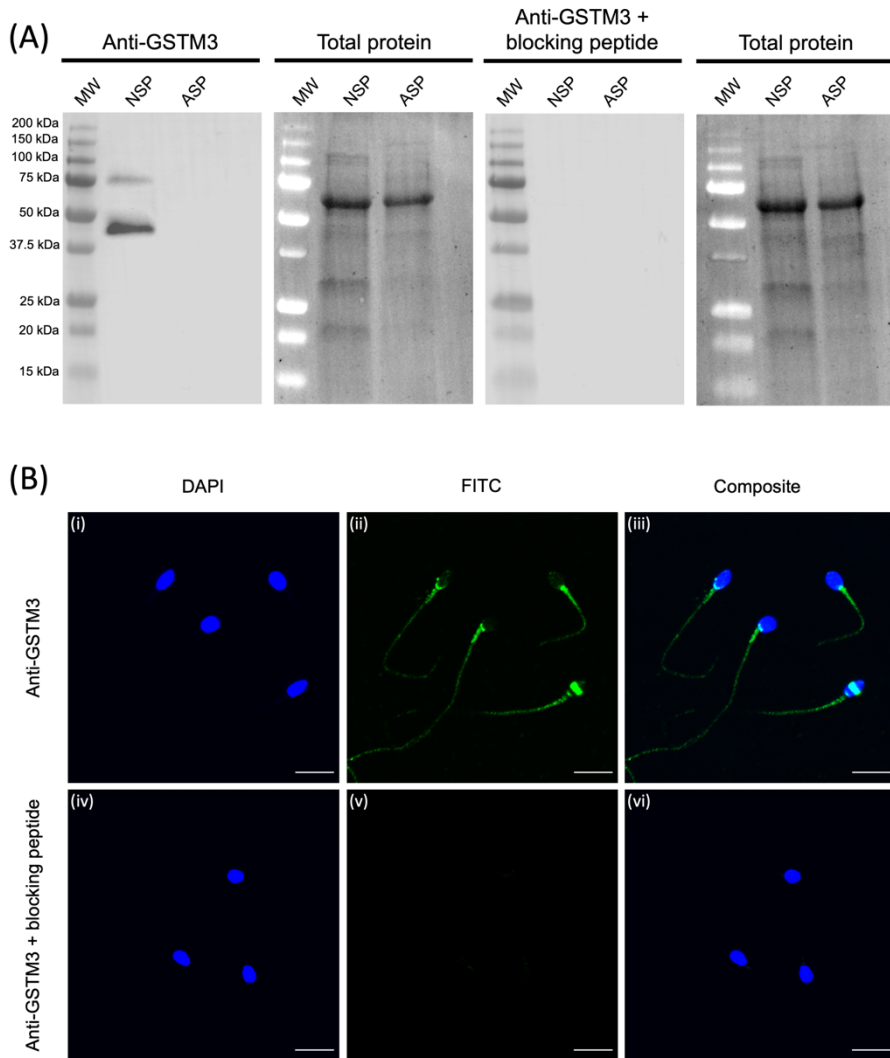 (A)
Anti-GSTM3
Total protein
Anti-GSTM3 +
blocking peptide
Total protein
MW NSP ASP
MW NSP ASP
MW NSP ASP
MW NSP ASP
200 kDa
150 kDa
100 kDa
75 kDa
50 kDa
37.5 kDa
25 kDa
20 kDa
15 kDa
(B)
DAPI FITC Composite
Anti-GSTM3
(i) (ii) (iii)
Anti-GSTM3 + blocking peptide
(iv) (v) (vi)